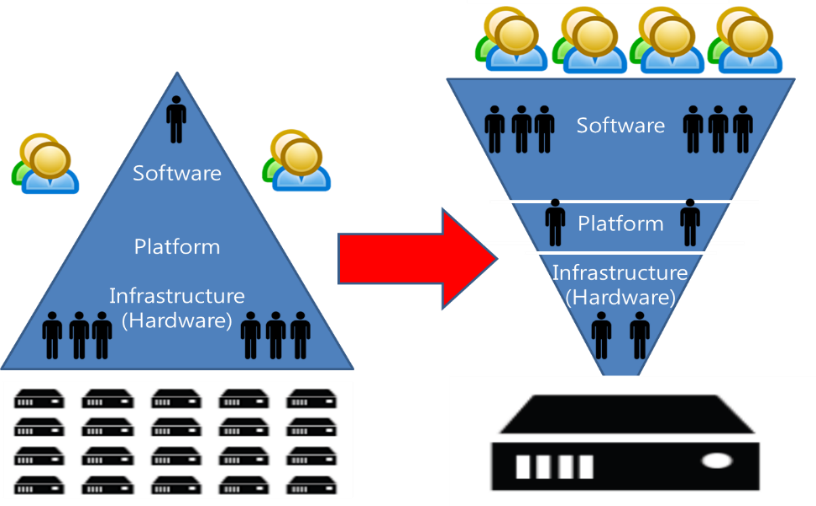 Software
Platform
Infrastructure
(Hardware)
Software
Platform
Infrastructure
(Hardware)